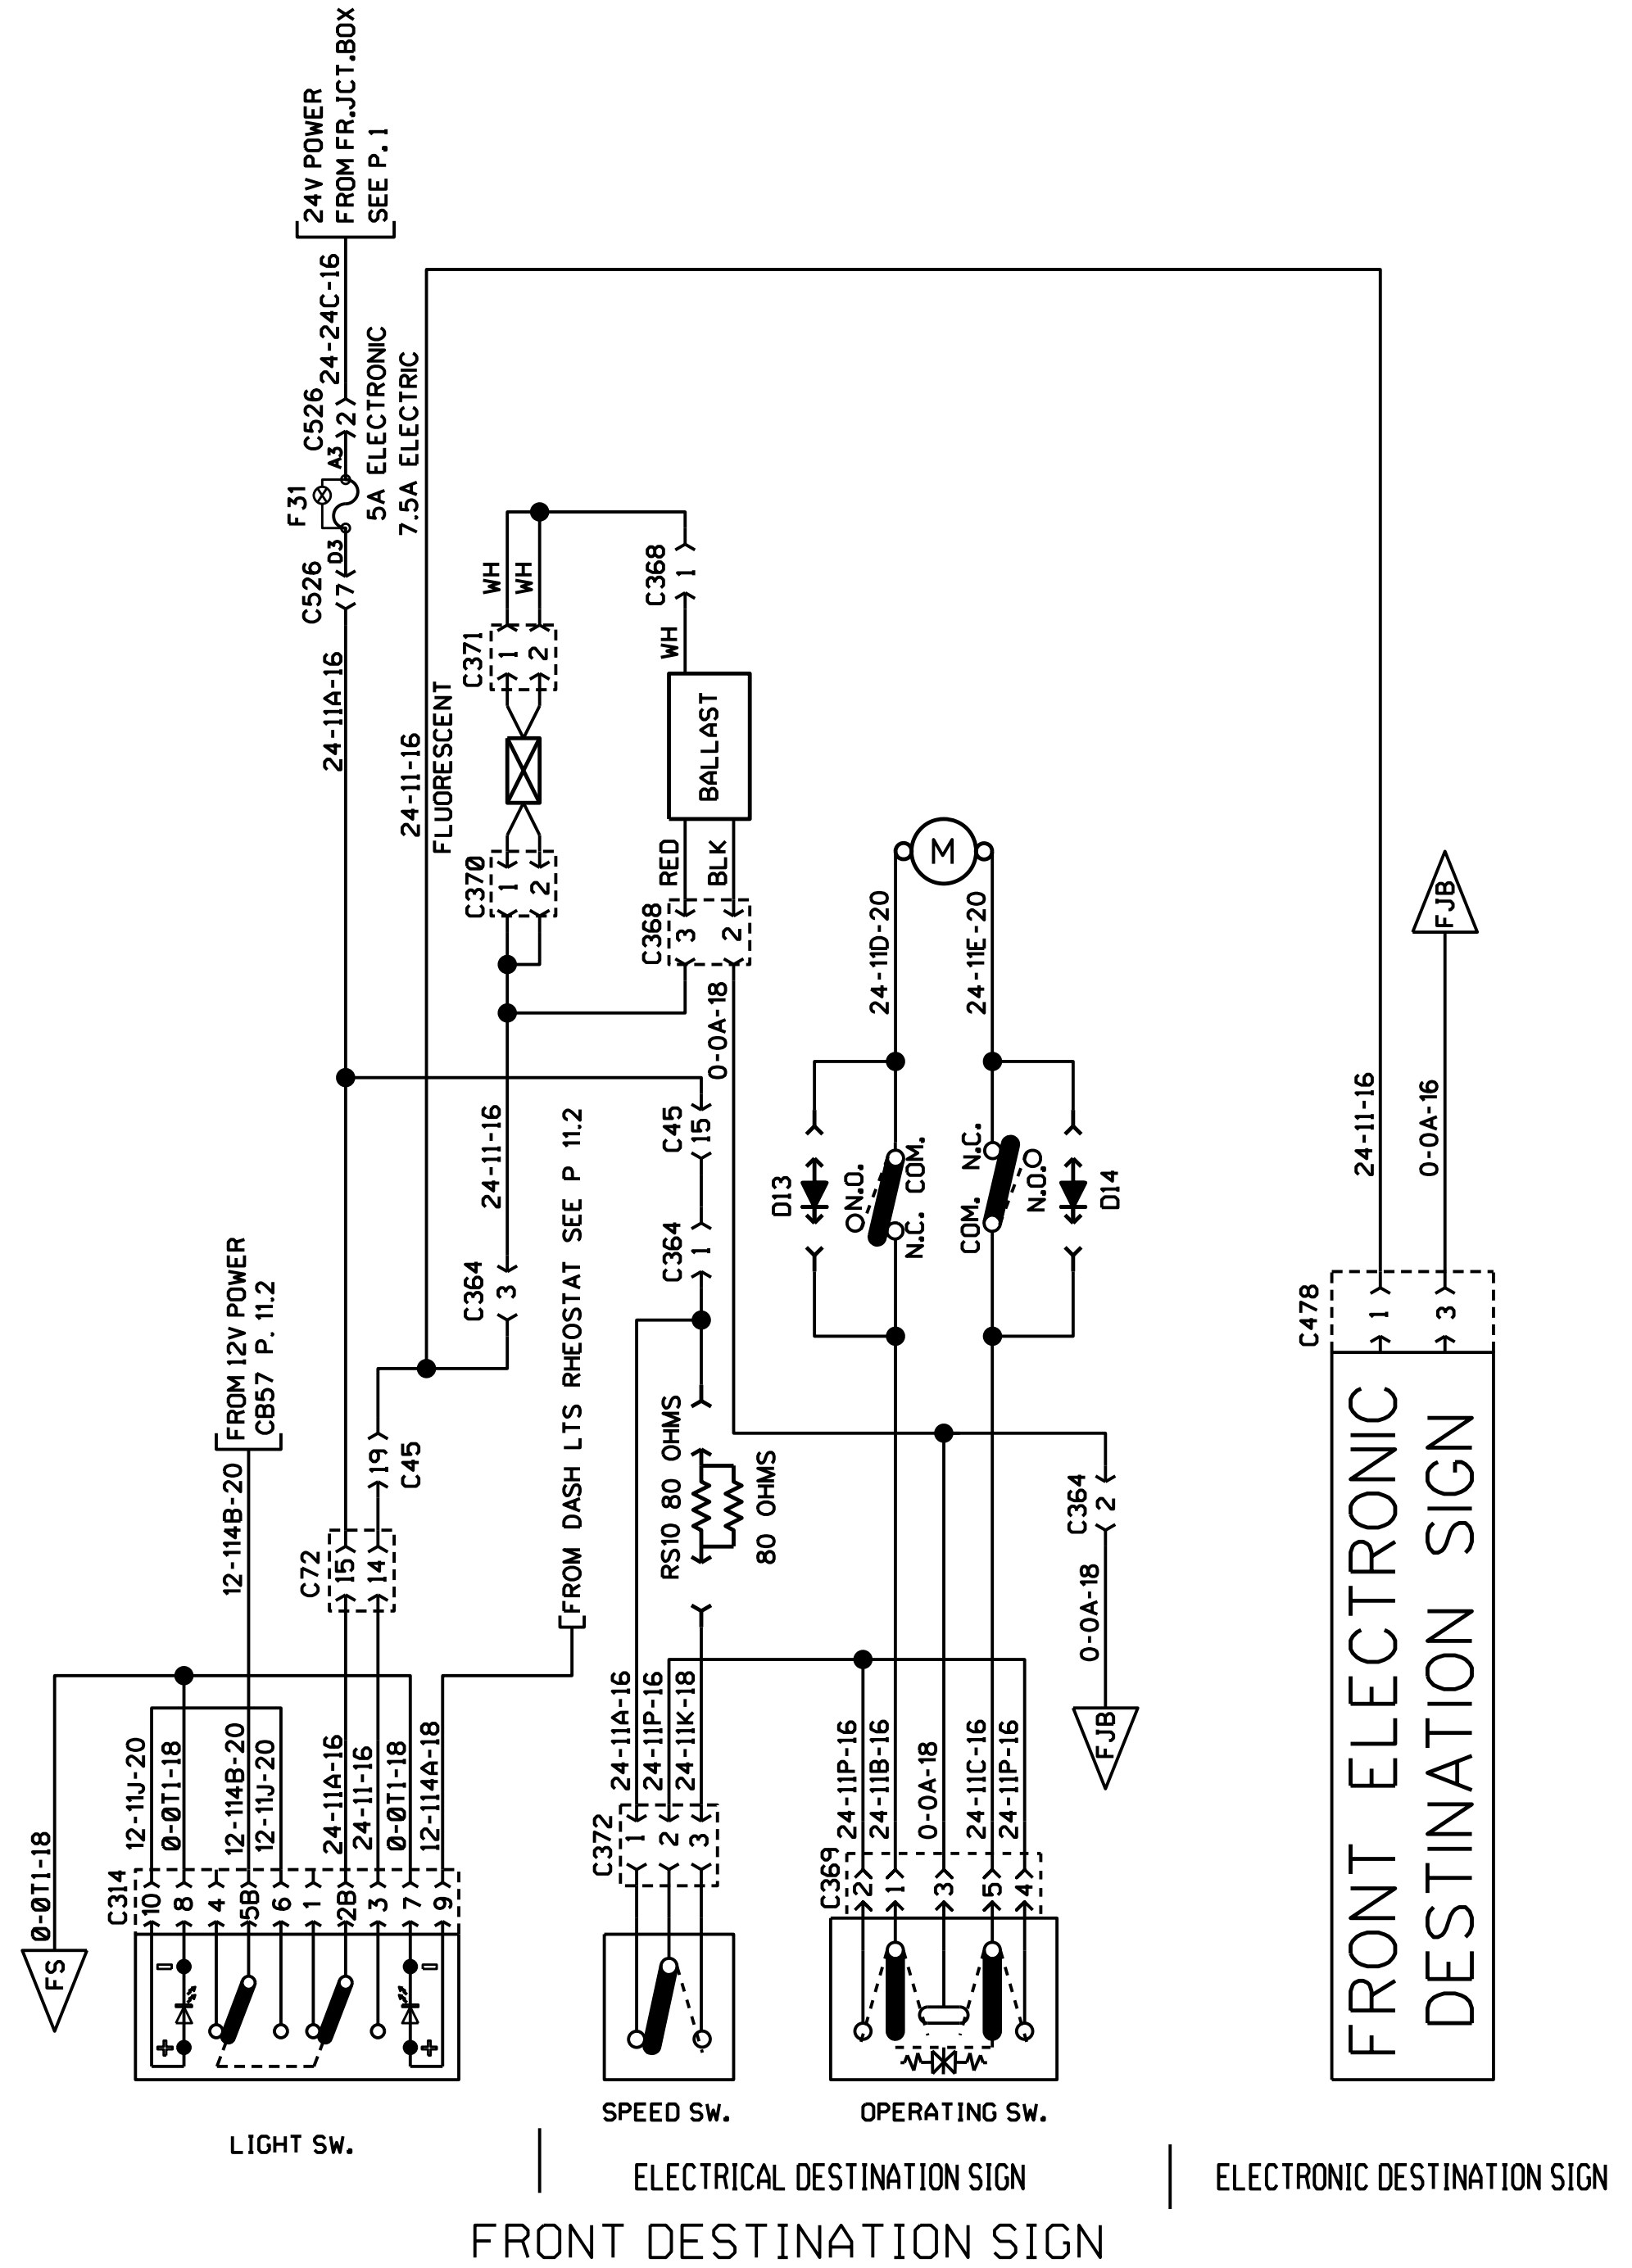 24V POWER
FROM FR.JCT.BOX
SEE P. 1
24-24C-16
C526
2
A3
F31
5A ELECTRONIC
7.5A ELECTRIC
D3
C526
7
24-11A-16
24-11-16
FLUORESCENT
WH
WH
C371
1
2
C368
1
WH
BALLAST
RED
BLK
C370
1
2
C368
3
2
0-0A-18
M
24-11D-20
24-11E-20
FJB
24-11-16
0-0A-16
24-11-16
C45
15
C364
1
C364
3
D13
N.O.
COM.
N.C.
N.C.
COM.
N.O.
D14
C478
1
3
FROM 12V POWER
CB57 P. 11.2
12-114B-20
19
C45
C72
15
14
FROM DASH LTS RHEOSTAT SEE P 11.2
RS10 80 OHMS
80 OHMS
C364
2
0-0A-18
FJB
0-0T1-18
FS
12-11J-20
0-0T1-18
12-114B-20
12-11J-20
24-11A-16
24-11-16
0-0T1-18
12-114A-18
C314
10
8
4
5B
6
1
2B
3
7
9
+
-
+
-
24-11A-16
24-11P-16
24-11K-18
C372
1
2
3
24-11P-16
24-11B-16
0-0A-18
24-11C-16
24-11P-16
C369
2
1
3
5
4
FRONT ELECTRONIC
DESTINATION SIGN
LIGHT SW.
SPEED SW.
OPERATING SW.
ELECTRICAL DESTINATION SIGN
ELECTRONIC DESTINATION SIGN
FRONT DESTINATION SIGN